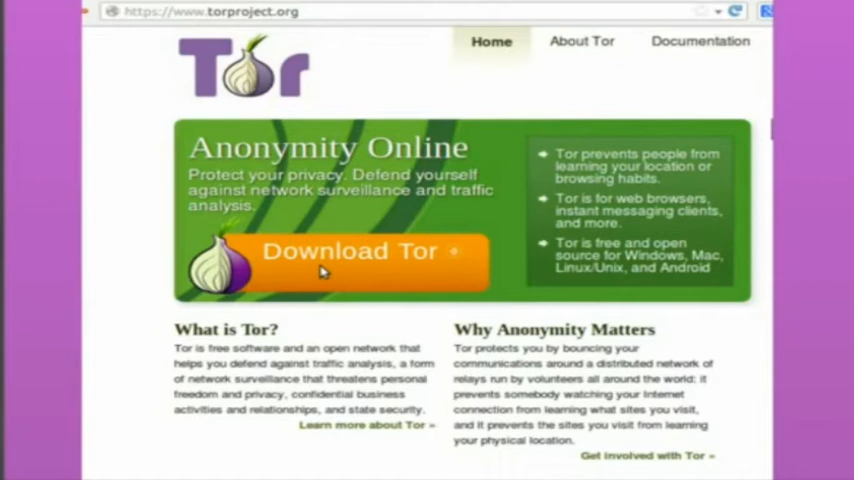 https://www.torproject.org
Tor
Home
About Tor
Documentation
Anonymity Online
Protect your privacy. Defend yourself
against network surveillance and traffic
analysis.
Download Tor
Tor prevents people from
learning your location or
browsing habits.
Tor is for web browsers,
instant messaging clients,
and more.
Tor is free and open
source for Windows, Mac,
Linux/Unix, and Android
What is Tor?
Tor is free software and an open network that
helps you defend against traffic analysis, a form
of network surveillance that threatens personal
freedom and privacy, confidential business
activities and relationships, and state security.
Learn more about Tor »
Why Anonymity Matters
Tor protects you by bouncing your
communications around a distributed network of
relays run by volunteers all around the world: it
prevents somebody watching your Internet
connection from learning what sites you visit,
and it prevents the sites you visit from learning
your physical location.
Get involved with Tor »